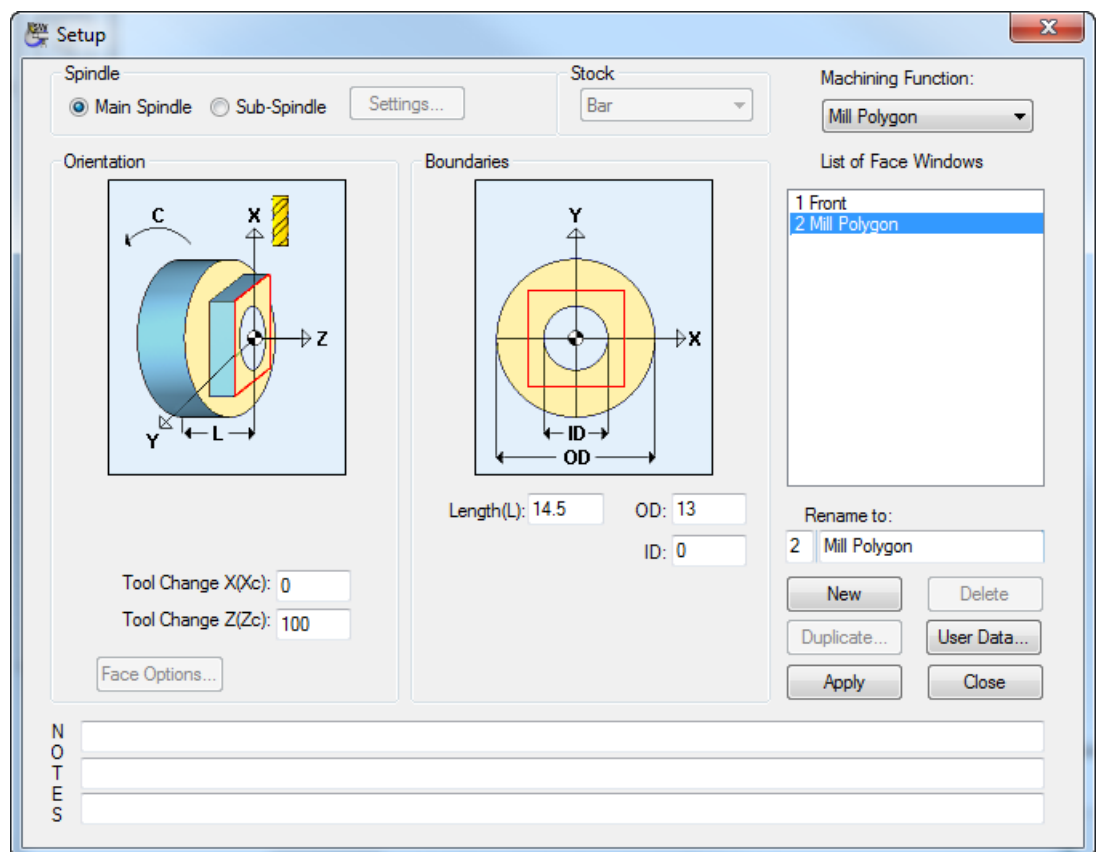 Setup
Spindle
Main Spindle
Sub-Spindle
Settings...
Stock
Bar
Machining Function:
Mill Polygon
Orientation
C
X
Z
Y
L
Tool Change X(Xc): 0
Tool Change Z(Zc): 100
Face Options...
Boundaries
Y
X
ID
OD
Length(L): 14.5
OD: 13
ID: 0
List of Face Windows
1 Front
2 Mill Polygon
Rename to:
2 Mill Polygon
New
Delete
Duplicate...
User Data...
Apply
Close
N
O
T
E
S